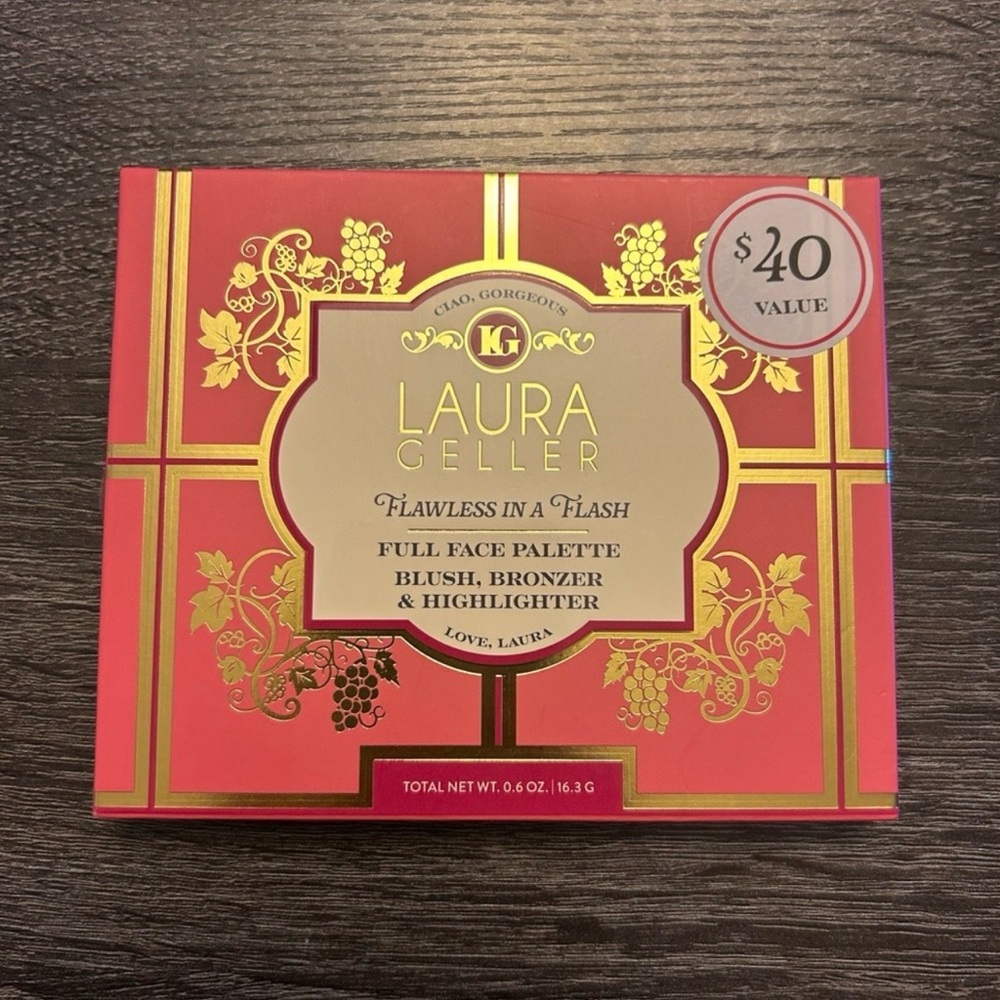 $40
VALUE
CIAO, GORGEOUS
LG
LAURA
GELLER
FLAWLESS IN A FLASH
FULL FACE PALETTE
BLUSH, BRONZER
& HIGHLIGHTER
LOVE, LAURA
TOTAL NET WT. 0.6 OZ. | 16.3 G